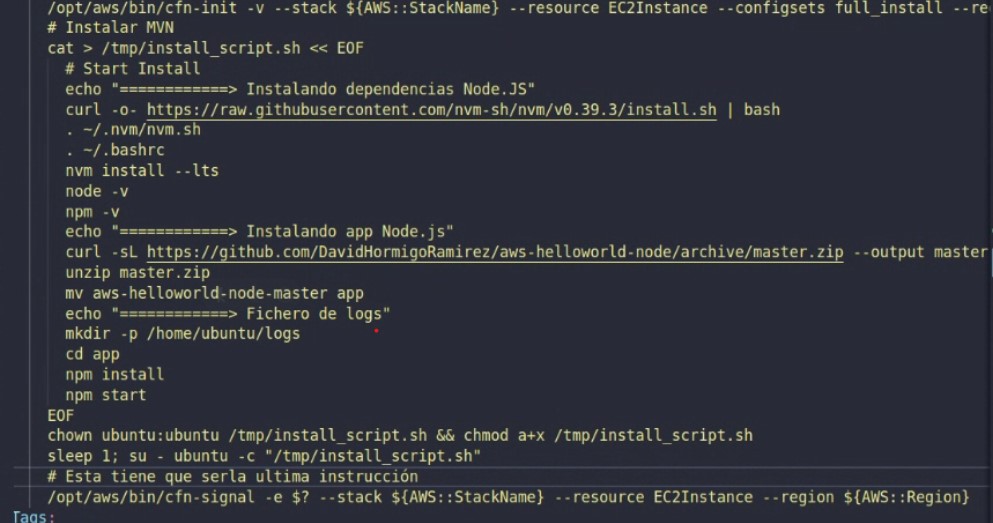 /opt/aws/bin/cfn-init -v --stack ${AWS::StackName} --resource EC2Instance --configsets full_install --re
# Instalar MVN
cat > /tmp/install_script.sh << EOF
# Start Install
echo "============> Instalando dependencias Node.JS"
curl -o- https://raw.githubusercontent.com/nvm-sh/nvm/v0.39.3/install.sh | bash
. ~/.nvm/nvm.sh
. ~/.bashrc
nvm install --lts
node -v
npm -v
echo "============> Instalando app Node.js"
curl -sL https://github.com/DavidHormigoRamirez/aws-helloworld-node/archive/master.zip --output master
unzip master.zip
mv aws-helloworld-node-master app
echo "============> Fichero de logs"
mkdir -p /home/ubuntu/logs
cd app
npm install
npm start
EOF
chown ubuntu:ubuntu /tmp/install_script.sh && chmod a+x /tmp/install_script.sh
sleep 1; su - ubuntu -c "/tmp/install_script.sh"
# Esta tiene que serla ultima instrucción
/opt/aws/bin/cfn-signal -e $? --stack ${AWS::StackName} --resource EC2Instance --region ${AWS::Region}
Tags: